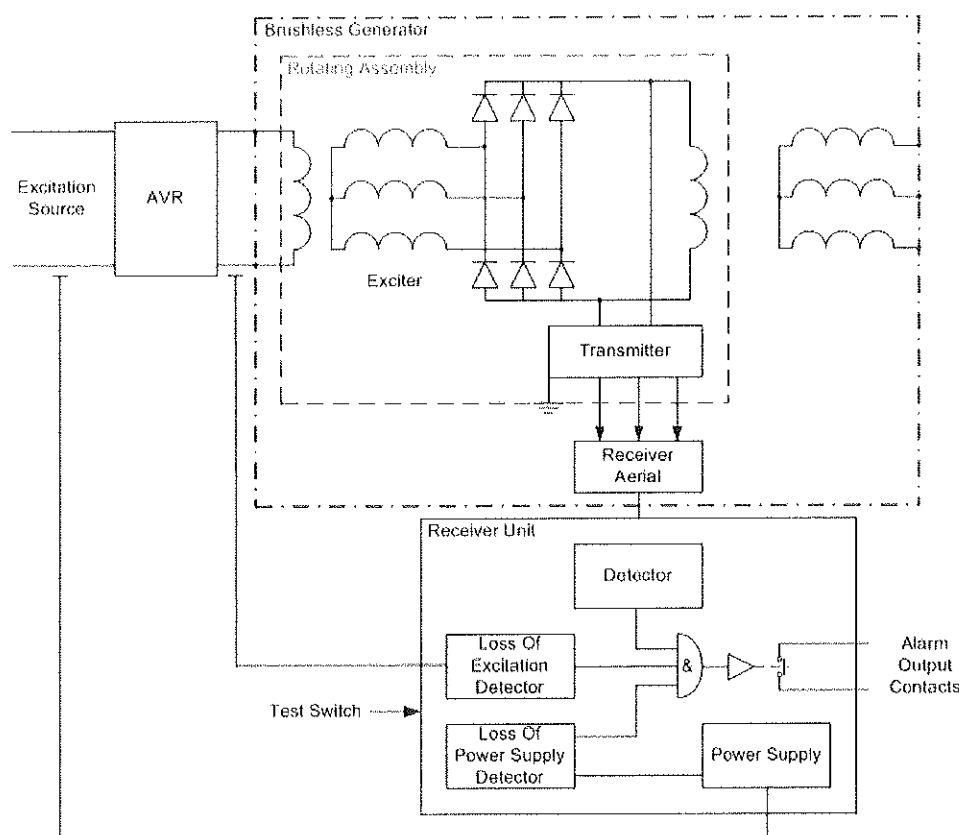 Brushless Generator
Rotating Assembly
Excitation
Source
AVR
Exciter
Transmitter
Receiver
Aerial
Receiver Unit
Detector
Loss Of
Excitation
Detector
&
Alarm
Output
Contacts
Test Switch
Loss Of
Power Supply
Detector
Power Supply